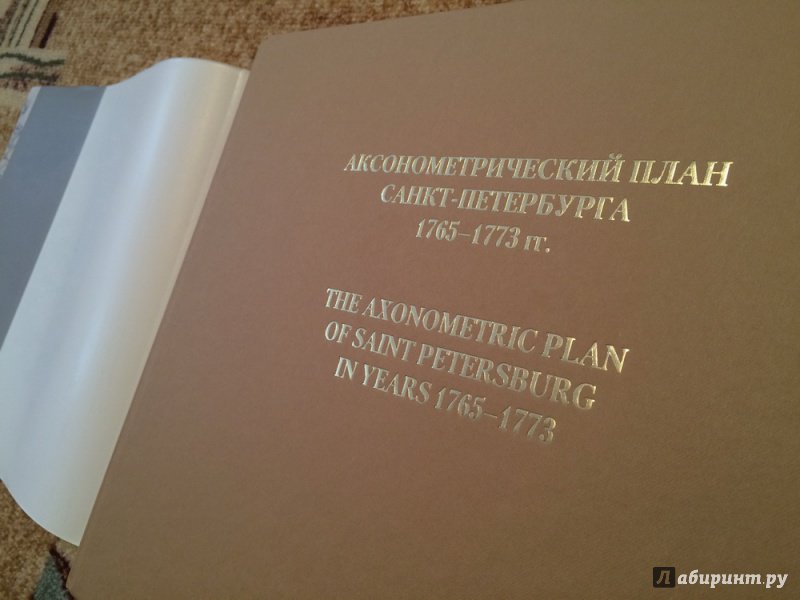 АКСОНОМЕТРИЧЕСКИЙ ПЛАН
САНКТ-ПЕТЕРБУРГА
1765–1773 гг.
THE AXONOMETRIC PLAN
OF SAINT PETERSBURG
IN YEARS 1765–1773
Лабиринт.ру